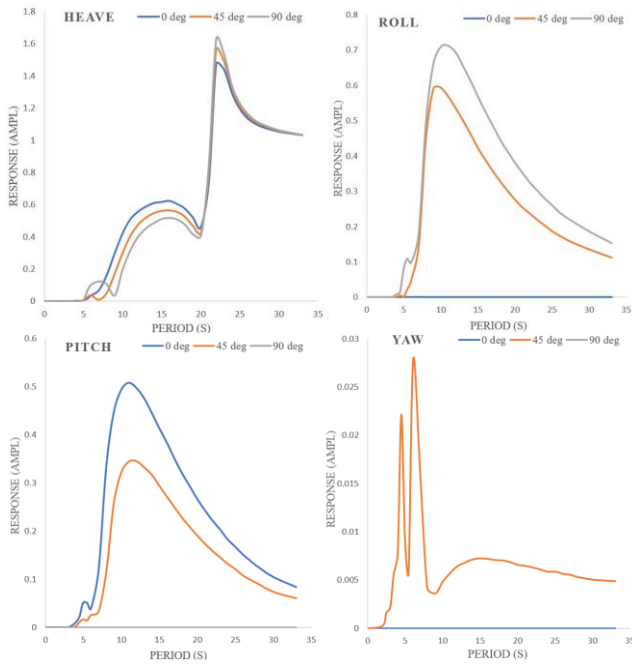 HEAVE
0 deg 45 deg 90 deg
RESPONSE (AMPL)
1.8
1.6
1.4
1.2
1
0.8
0.6
0.4
0.2
0
0 5 10 15 20 25 30 35
PERIOD (S)
ROLL
0 deg 45 deg 90 deg
RESPONSE (AMPL)
0.8
0.7
0.6
0.5
0.4
0.3
0.2
0.1
0
0 5 10 15 20 25 30 35
PERIOD (S)
PITCH
0 deg 45 deg 90 deg
RESPONSE (AMPL)
0.6
0.5
0.4
0.3
0.2
0.1
0
0 5 10 15 20 25 30 35
PERIOD (S)
YAW
0 deg 45 deg 90 deg
RESPONSE (AMPL)
0.03
0.025
0.02
0.015
0.01
0.005
0
0 5 10 15 20 25 30 35
PERIOD (S)